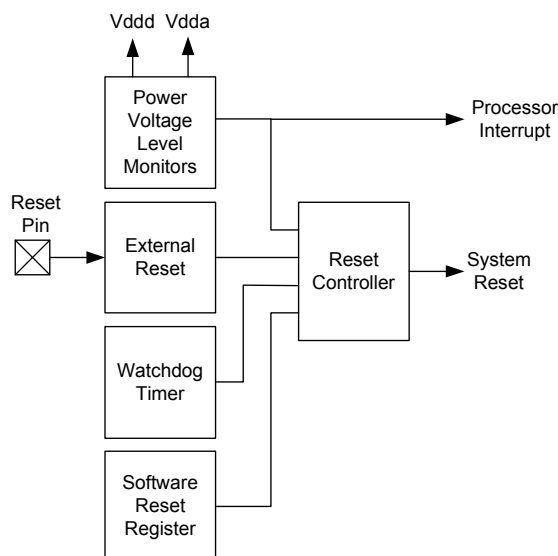 Vddd Vdda
Power
Voltage
Level
Monitors
Processor
Interrupt
Reset
Pin
External
Reset
Reset
Controller
System
Reset
Watchdog
Timer
Software
Reset
Register